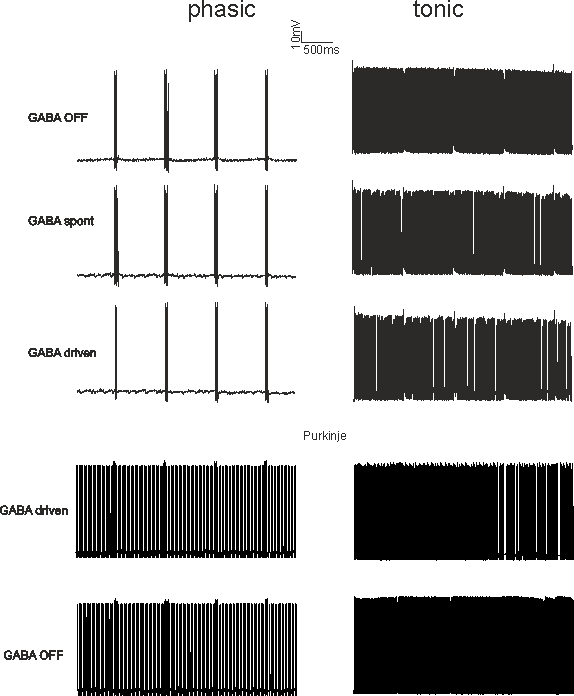 phasic
tonic
10mV
500ms
GABA OFF
GABA spont
GABA driven
Purkinje
GABA driven
GABA OFF